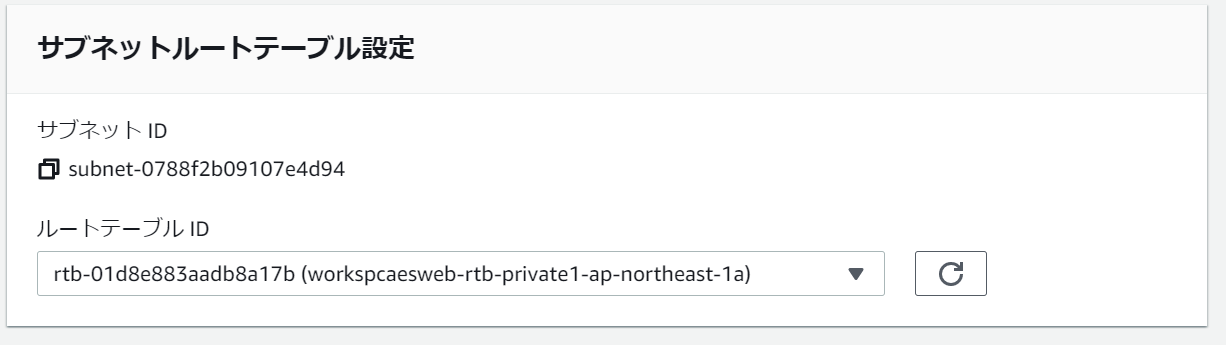 サブネットルートテーブル設定
サブネット ID
subnet-0788f2b09107e4d94
ルートテーブル ID
rtb-01d8e883aadb8a17b (workspcaesweb-rtb-private1-ap-northeast-1a)